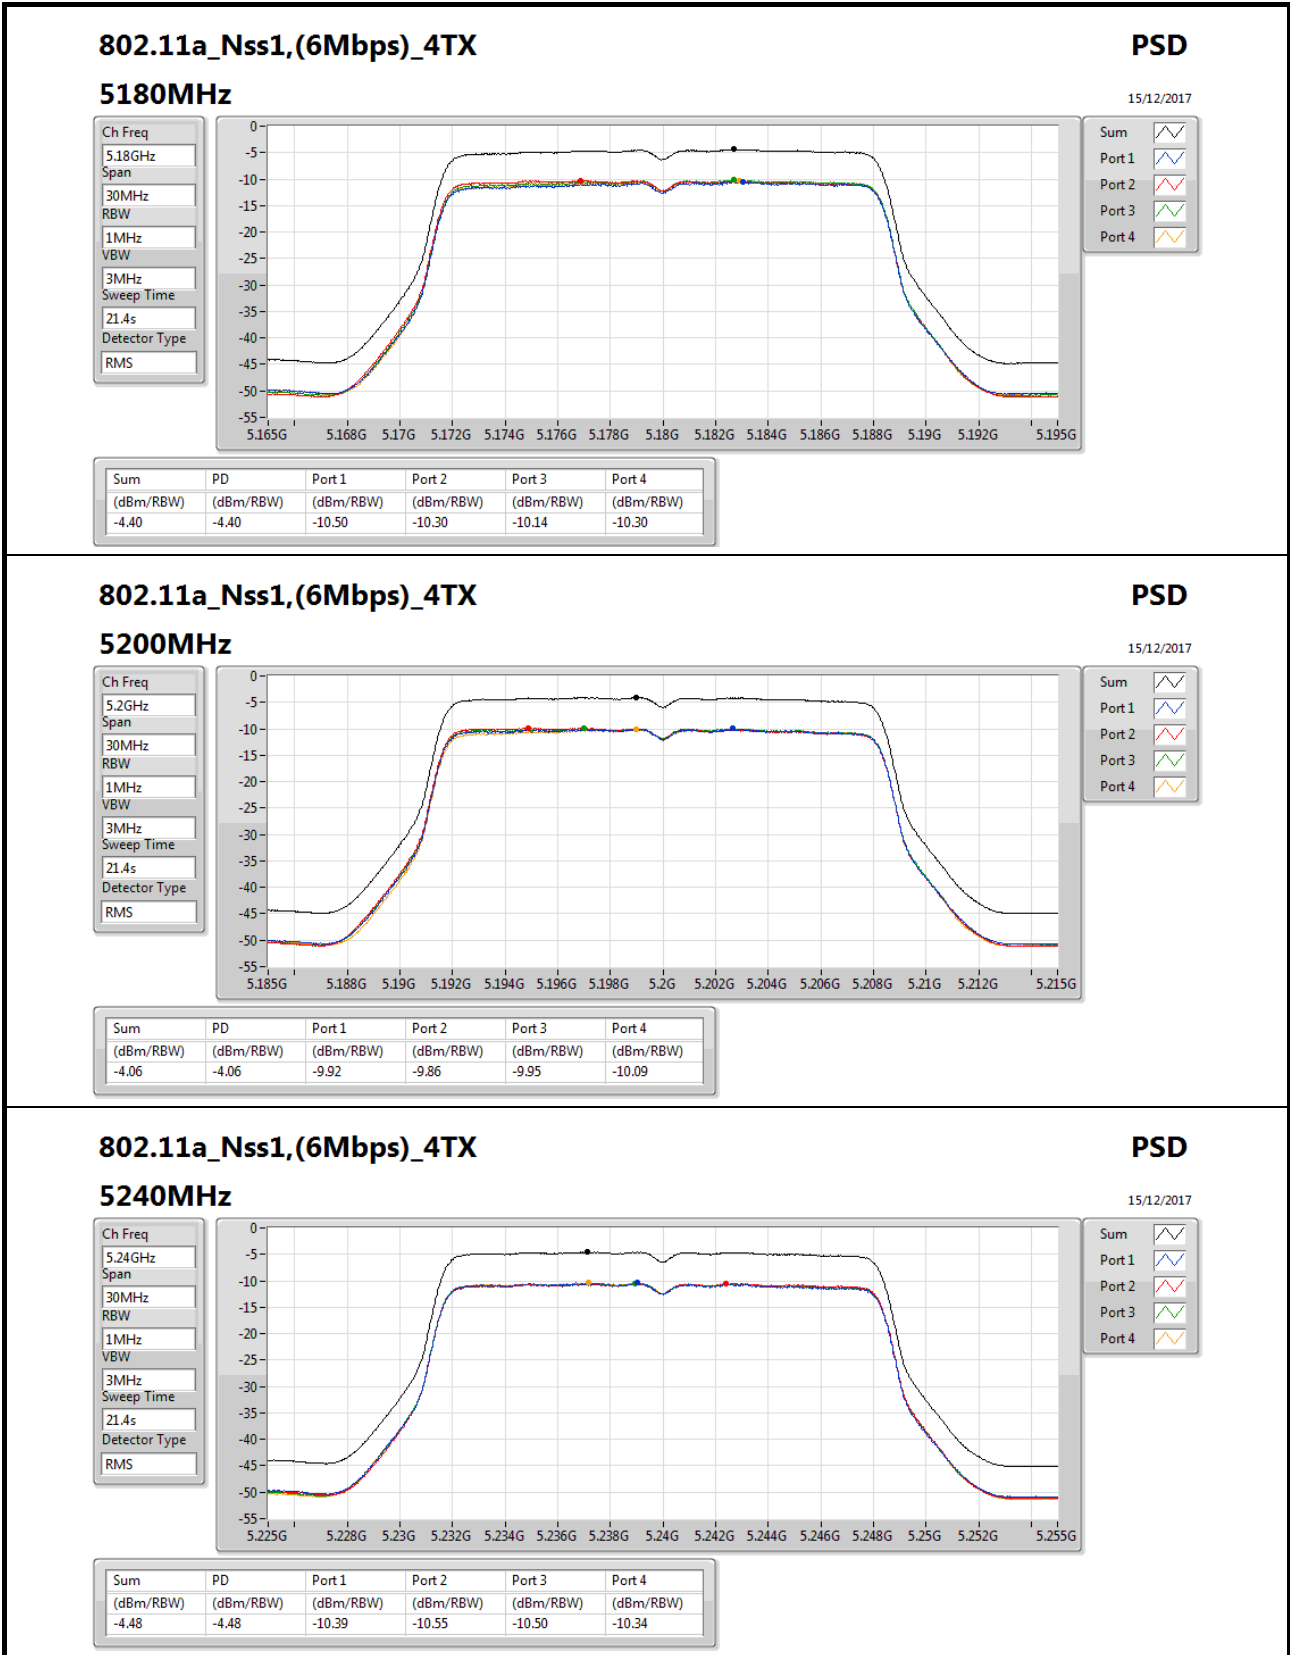 802.11a_Nss1,(6Mbps)_4TX PSD
5180MHz 15/12/2017
Ch Freq
5.18GHz
Span
30MHz
RBW
1MHz
VBW
3MHz
Sweep Time
21.4s
Detector Type
RMS
0
-5
-10
-15
-20
-25
-30
-35
-40
-45
-50
-55
5.165G 5.168G 5.17G 5.172G 5.174G 5.176G 5.178G 5.18G 5.182G 5.184G 5.186G 5.188G 5.19G 5.192G 5.195G
Sum
Port 1
Port 2
Port 3
Port 4
Sum PD Port 1 Port 2 Port 3 Port 4
(dBm/RBW) (dBm/RBW) (dBm/RBW) (dBm/RBW) (dBm/RBW) (dBm/RBW)
-4.40 -4.40 -10.50 -10.30 -10.14 -10.30
802.11a_Nss1,(6Mbps)_4TX PSD
5200MHz 15/12/2017
Ch Freq
5.2GHz
Span
30MHz
RBW
1MHz
VBW
3MHz
Sweep Time
21.4s
Detector Type
RMS
0
-5
-10
-15
-20
-25
-30
-35
-40
-45
-50
-55
5.185G 5.188G 5.19G 5.192G 5.194G 5.196G 5.198G 5.2G 5.202G 5.204G 5.206G 5.208G 5.21G 5.212G 5.215G
Sum
Port 1
Port 2
Port 3
Port 4
Sum PD Port 1 Port 2 Port 3 Port 4
(dBm/RBW) (dBm/RBW) (dBm/RBW) (dBm/RBW) (dBm/RBW) (dBm/RBW)
-4.06 -4.06 -9.92 -9.86 -9.95 -10.09
802.11a_Nss1,(6Mbps)_4TX PSD
5240MHz 15/12/2017
Ch Freq
5.24GHz
Span
30MHz
RBW
1MHz
VBW
3MHz
Sweep Time
21.4s
Detector Type
RMS
0
-5
-10
-15
-20
-25
-30
-35
-40
-45
-50
-55
5.225G 5.228G 5.23G 5.232G 5.234G 5.236G 5.238G 5.24G 5.242G 5.244G 5.246G 5.248G 5.25G 5.252G 5.255G
Sum
Port 1
Port 2
Port 3
Port 4
Sum PD Port 1 Port 2 Port 3 Port 4
(dBm/RBW) (dBm/RBW) (dBm/RBW) (dBm/RBW) (dBm/RBW) (dBm/RBW)
-4.48 -4.48 -10.39 -10.55 -10.50 -10.34